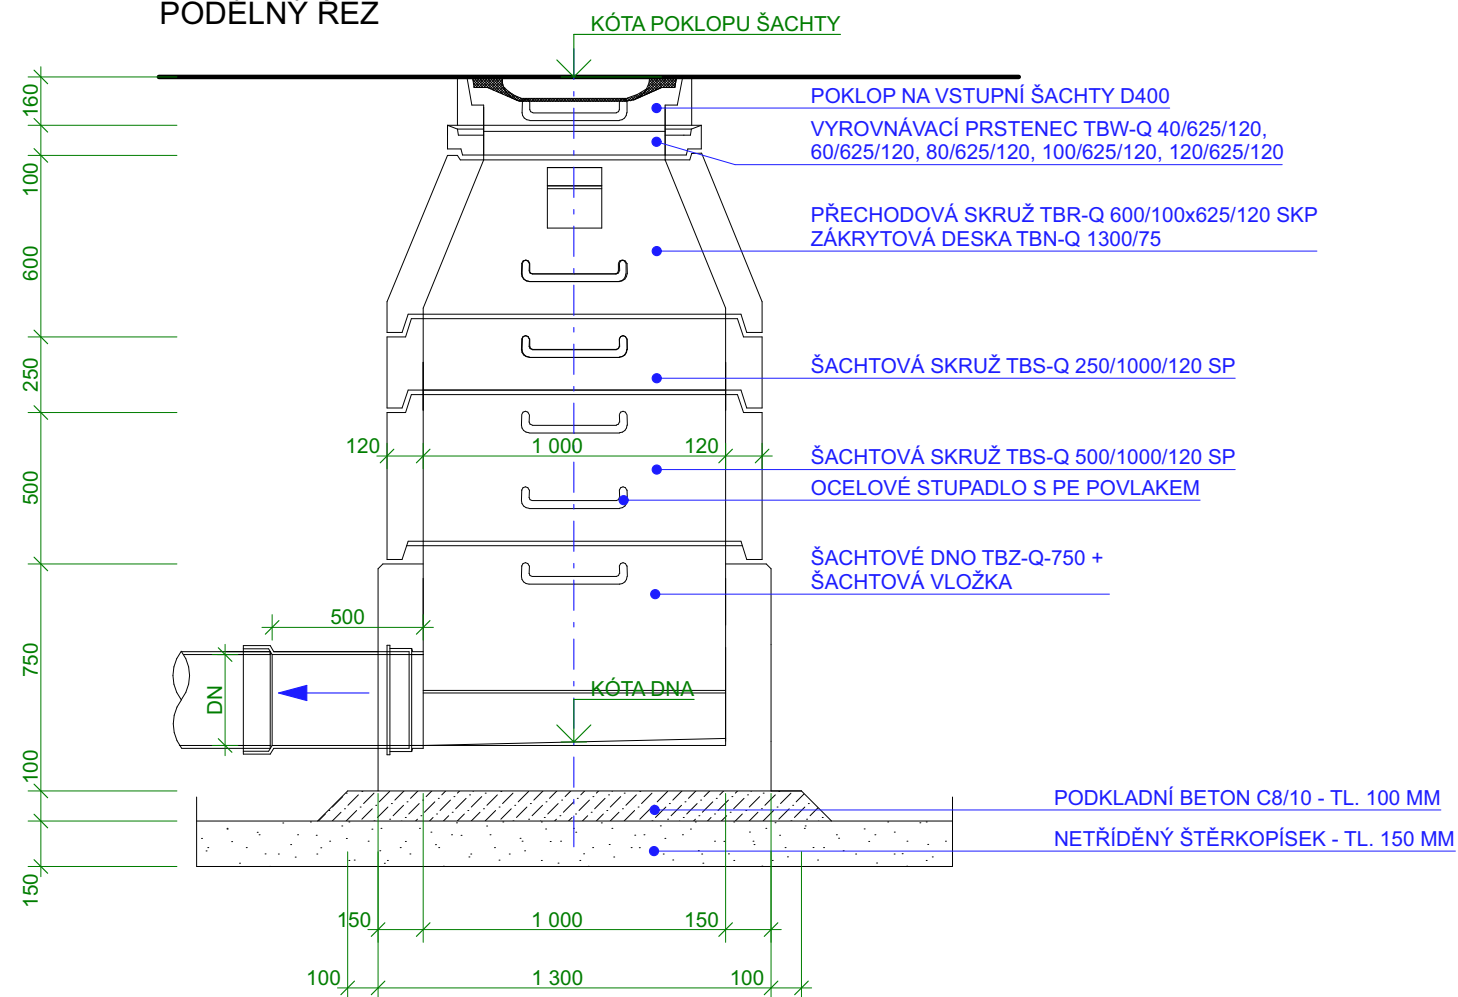 PODÉLNÝ ŘEZ
KÓTA POKLOPU ŠACHTY
POKLOP NA VSTUPNÍ ŠACHTY D400
VYROVNÁVACÍ PRSTENEC TBW-Q 40/625/120,
60/625/120, 80/625/120, 100/625/120, 120/625/120
PŘECHODOVÁ SKRUŽ TBR-Q 600/100x625/120 SKP
ZÁKRYTOVÁ DESKA TBN-Q 1300/75
ŠACHTOVÁ SKRUŽ TBS-Q 250/1000/120 SP
ŠACHTOVÁ SKRUŽ TBS-Q 500/1000/120 SP
OCELOVÉ STUPADLO S PE POVLAKEM
ŠACHTOVÉ DNO TBZ-Q-750 +
ŠACHTOVÁ VLOŽKA
PODKLADNÍ BETON C8/10 - TL. 100 MM
NETŘÍDĚNÝ ŠTĚRKOPÍSEK - TL. 150 MM
160
100
600
250
500
750
100
150
120 1 000 120
500
DN
KÓTA DNA
150 1 000 150
100 1 300 100